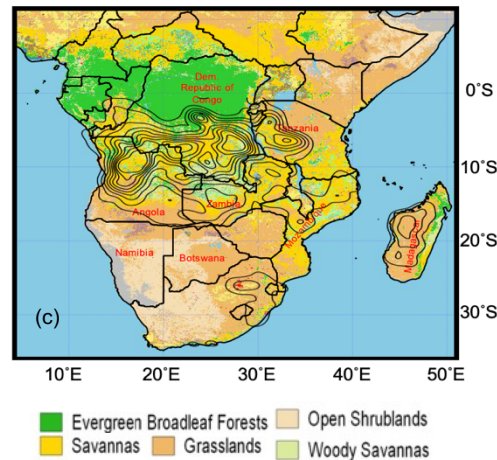 Dem
Republic of
Congo
0°S
Tanzania
10°S
Angola
Zambia
Mozambique
Madagascar
20°S
Namibia
Botswana
(c)
30°S
10°E
20°E
30°E
40°E
50°E
Evergreen Broadleaf Forests
Open Shrublands
Savannas
Grasslands
Woody Savannas